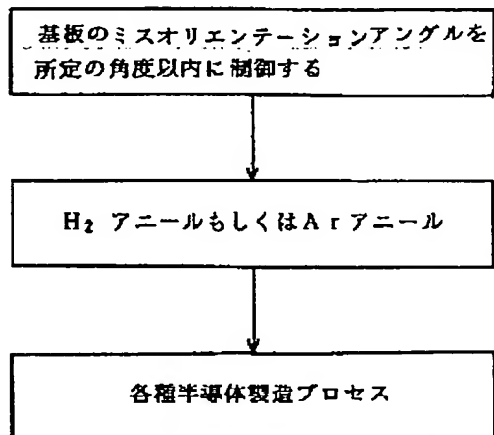 基板のミスオリエンテーションアングルを
所定の角度以内に制御する
H₂ アニールもしくはArアニール
各種半導体製造プロセス